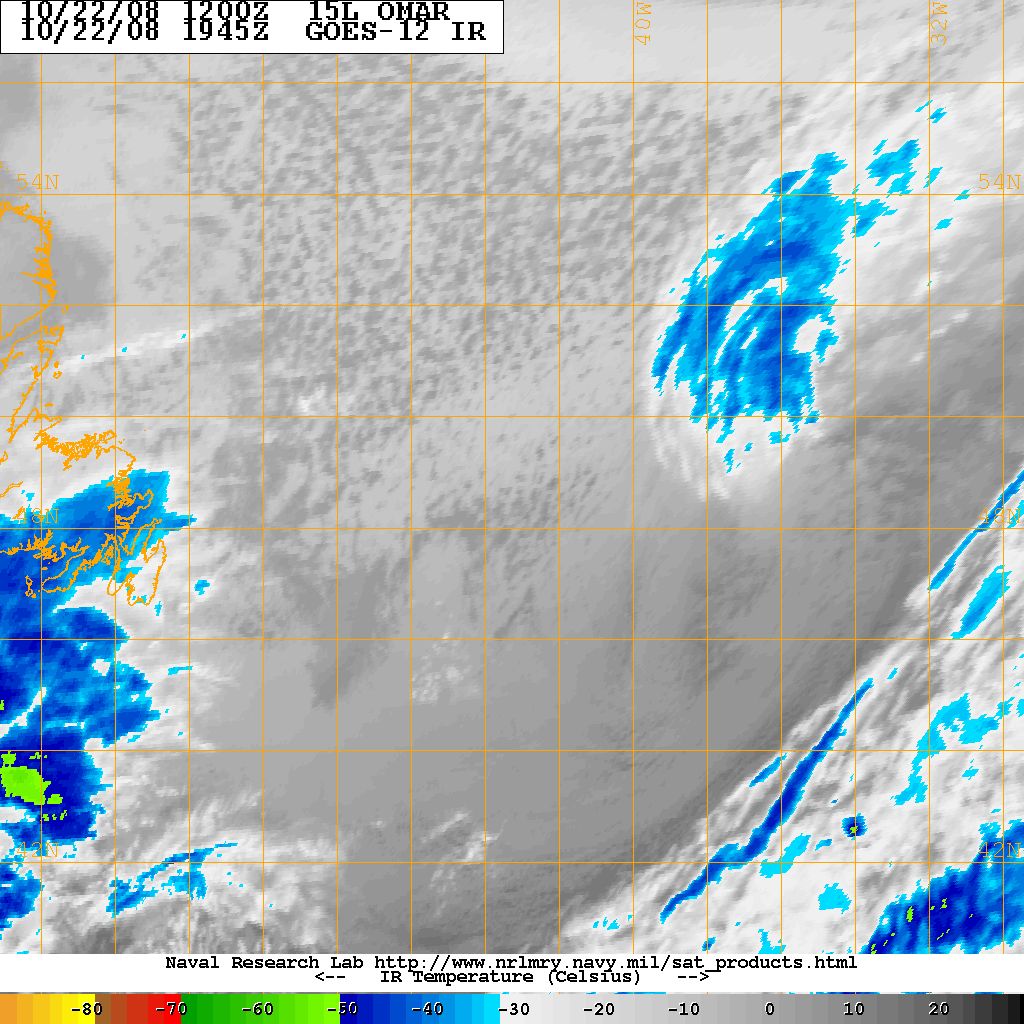 10/22/08 1200Z 15L OMAR
10/22/08 1945Z GOES-12 IR
40W 32W
54N 54N
48N 48N
42N 42N
Naval Research Lab http://www.nrlmry.navy.mil/sat_products.html
<-- IR Temperature (Celsius) -->
-80 -70 -60 -50 -40 -30 -20 -10 0 10 20